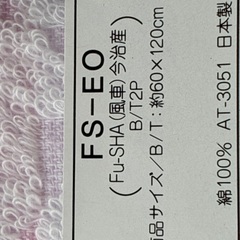 FS-EO
(Fu-SHA(風車)今治産)
B/T2P
商品サイズ/B/T:約60×120cm
綿100% AT-3051 日本製